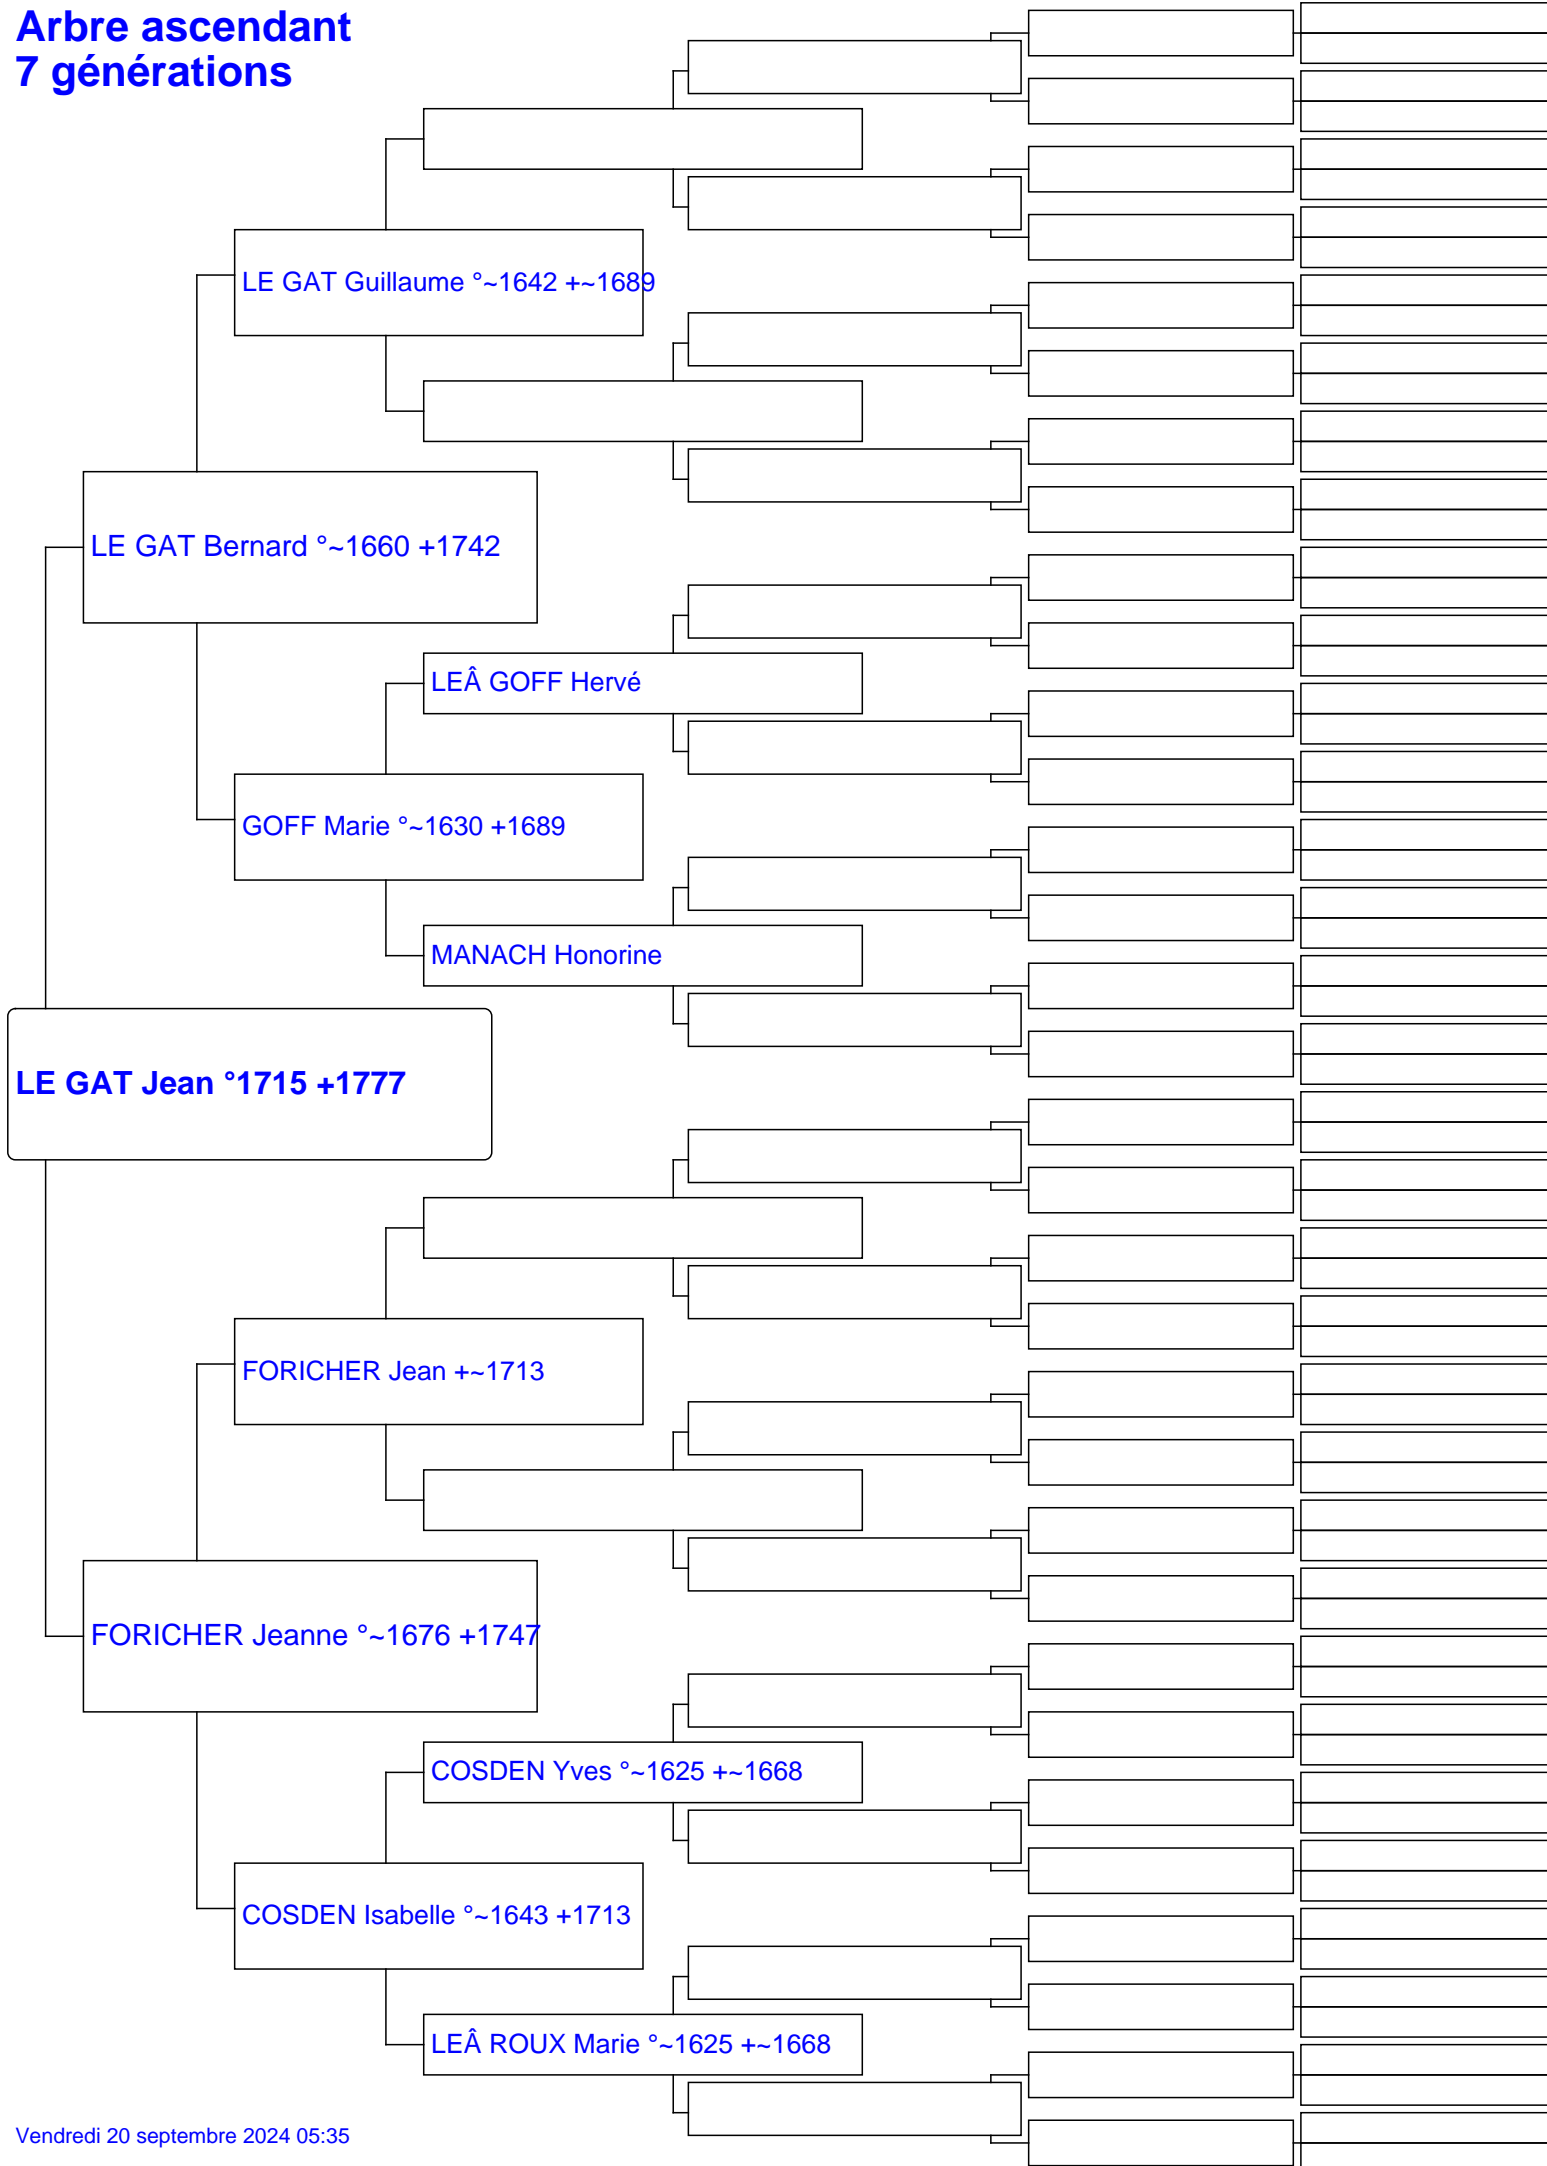 Arbre ascendant
7 générations
LE GAT Guillaume °~1642 +~1689
LE GAT Bernard °~1660 +1742
LEÂ GOFF Hervé
GOFF Marie °~1630 +1689
MANACH Honorine
LE GAT Jean °1715 +1777
FORICHER Jean +~1713
FORICHER Jeanne °~1676 +1747
COSDEN Yves °~1625 +~1668
COSDEN Isabelle °~1643 +1713
LEÂ ROUX Marie °~1625 +~1668
Vendredi 20 septembre 2024 05:35